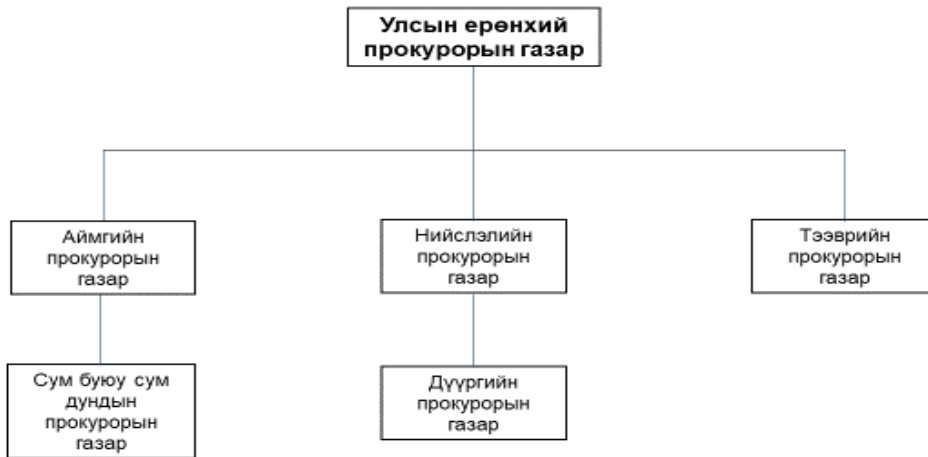 Улсын ерөнхий
прокурорын газар
Аймгийн
прокурорын
газар
Нийслэлийн
прокурорын
газар
Тээврийн
прокурорын
газар
Сум буюу сум
дундын
прокурорын
газар
Дүүргийн
прокурорын
газар